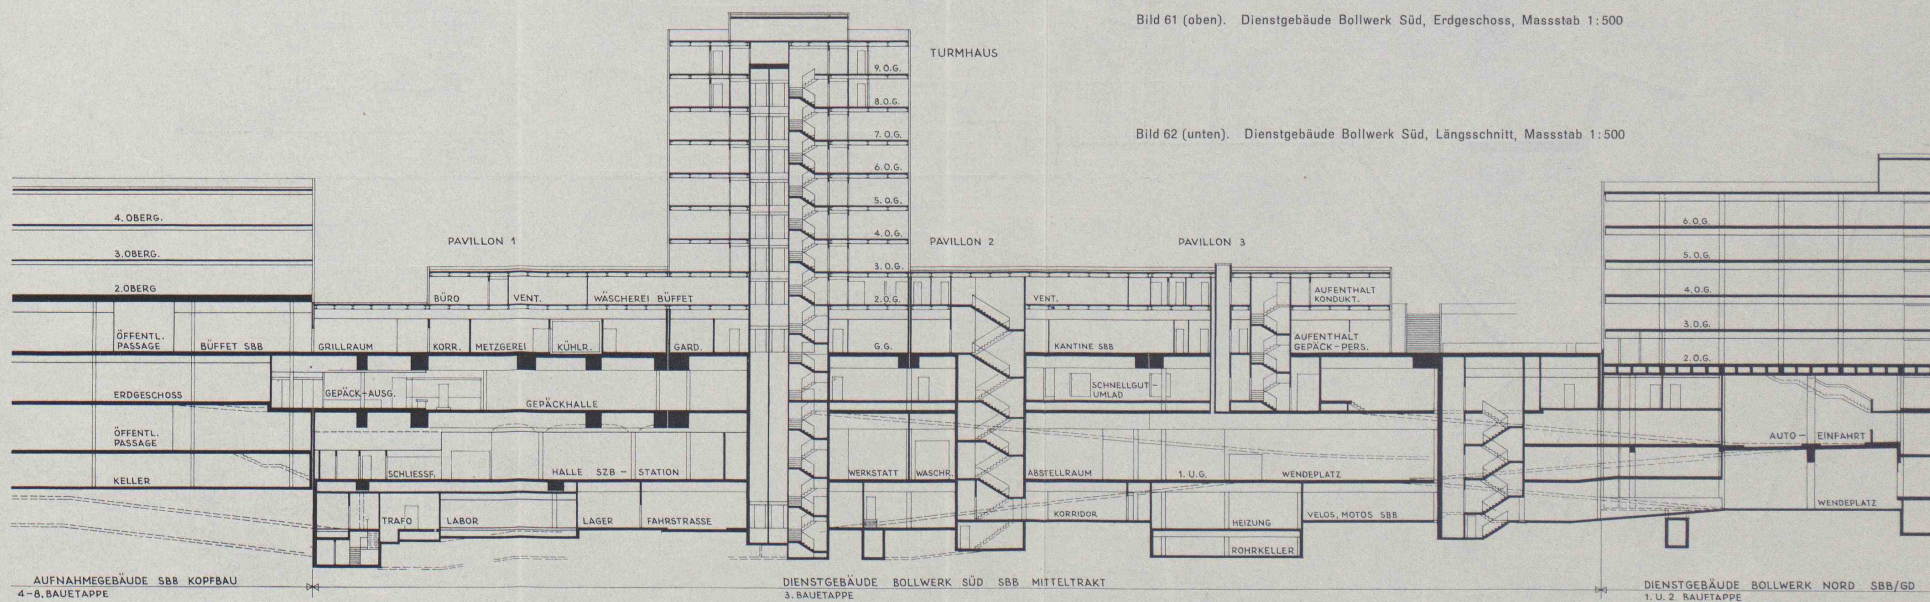 Bild 61 (oben). Dienstgebäude Bollwerk Süd, Erdgeschoss, Massstab 1:500
TURMHAUS
9. O.G.
8. O.G.
Bild 62 (unten). Dienstgebäude Bollwerk Süd, Längsschnitt, Massstab 1:500
7. O.G.
6. O.G.
5. O.G.
4. O.G.
3. O.G.
2. O.G.
G.G.
4. OBERG.
3. OBERG.
2. OBERG
PAVILLON 1
PAVILLON 2
PAVILLON 3
BÜRO
VENT.
WÄSCHEREI BÜFFET
VENT.
AUFENTHALT
KONDUKT.
ÖFFENTL.
PASSAGE
BÜFFET SBB
GRILLRAUM
KORR.
METZGEREI
KÜHLR.
GARD.
KANTINE SBB
AUFENTHALT
GEPÄCK-PERS.
6. O.G.
5. O.G.
4. O.G.
3. O.G.
2. O.G.
ERDGESCHOSS
GEPÄCK-AUSG.
GEPÄCKHALLE
SCHNELLGUT-
UMLAD
ÖFFENTL.
PASSAGE
AUTO-EINFAHRT
KELLER
SCHLIESSF.
HALLE SZB-STATION
WERKSTATT
WASCHR.
ABSTELLRAUM
1. U.G.
WENDEPLATZ
WENDEPLATZ
TRAFO
LABOR
LAGER
FAHRSTRASSE
KORRIDOR
HEIZUNG
VELOS, MOTOS SBB
ROHRKELLER
AUFNAHMEGEBÄUDE SBB KOPFBAU
4-8. BAUETAPPE
DIENSTGEBÄUDE BOLLWERK SÜD SBB MITTELTRAKT
3. BAUETAPPE
DIENSTGEBÄUDE BOLLWERK NORD SBB/GD
1. U. 2. BAUETAPPE